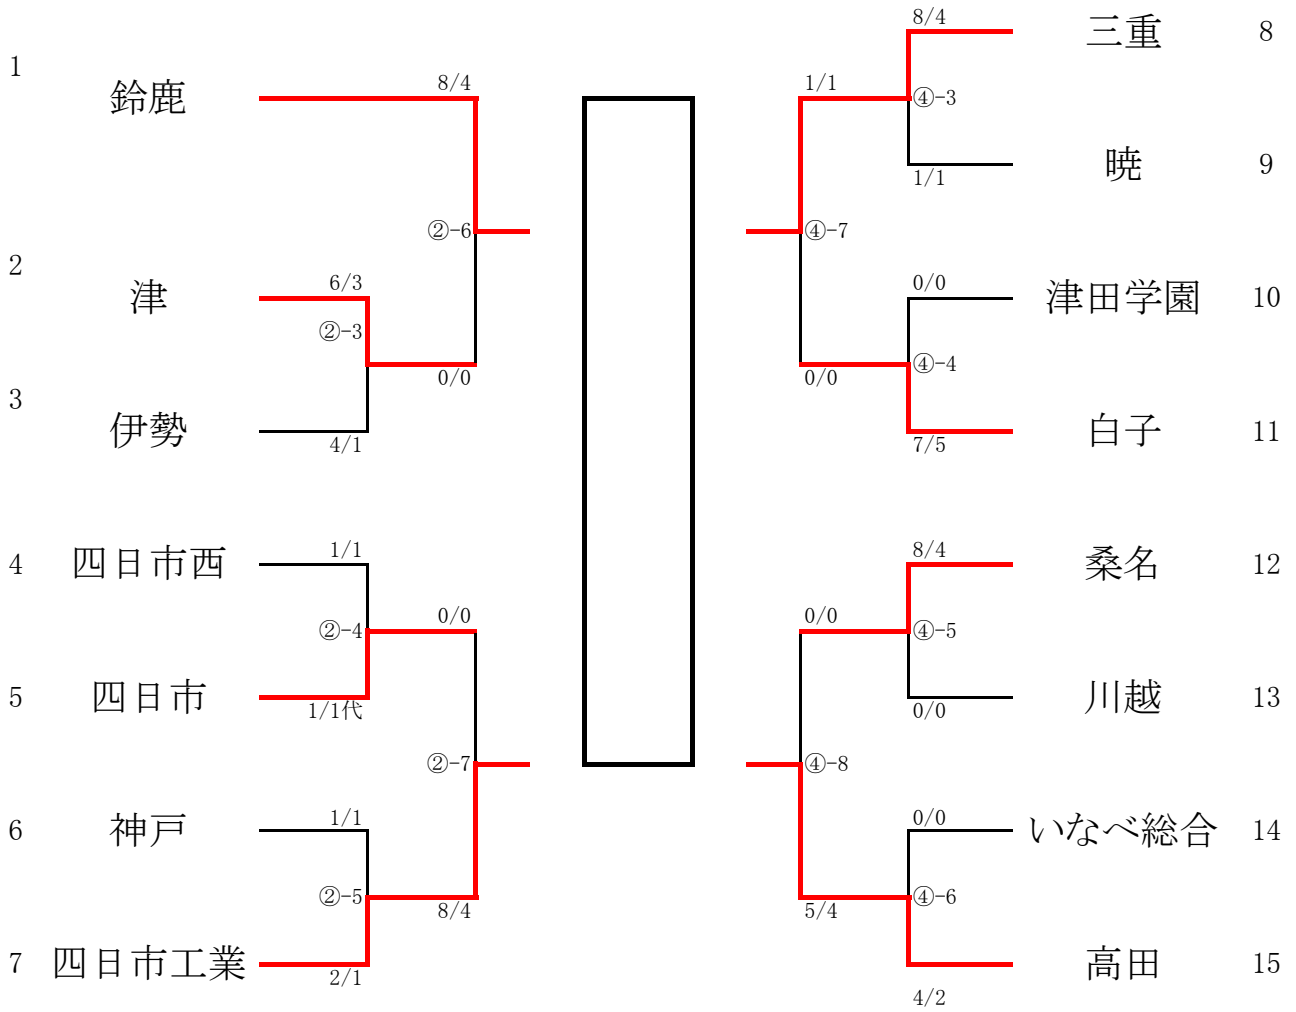 1
鈴鹿
8/4
②-6
2
津
6/3
②-3
0/0
3
伊勢
4/1
4
四日市西
1/1
②-4
0/0
5
四日市
1/1代
②-7
6
神戸
1/1
②-5
8/4
7
四日市工業
2/1
8/4
三重
8
1/1
④-3
暁
9
1/1
④-7
0/0
津田学園
10
④-4
0/0
白子
11
7/5
8/4
桑名
12
0/0
④-5
川越
13
0/0
④-8
0/0
いなべ総合
14
④-6
5/4
高田
15
4/2